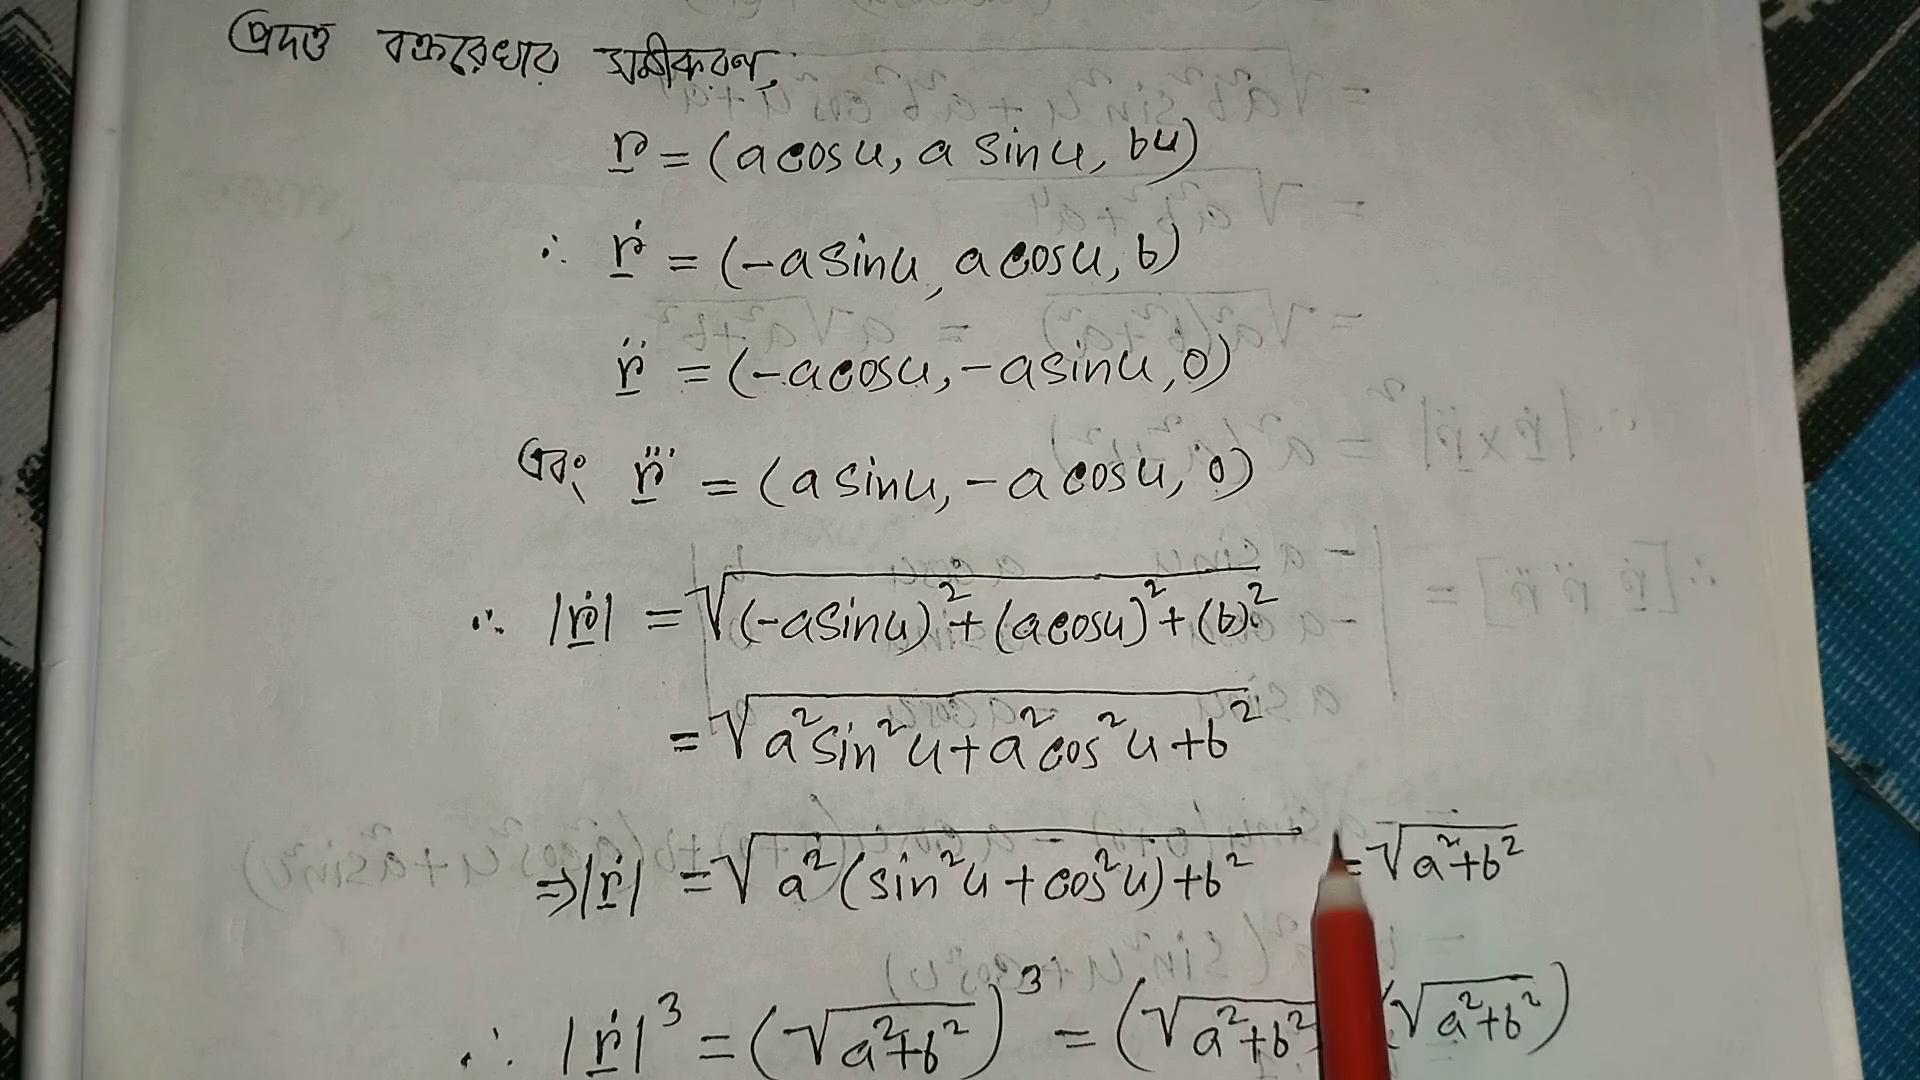 প্রদত্ত বক্ররেখার সমীকরণ,
r = (a cos u, a sin u, bu)
∴ ṙ = (-a sin u, a cos u, b)
r̈ = (-a cos u, -a sin u, 0)
এবং r⃛ = (a sin u, -a cos u, 0)
∴ |ṙ| = √((-a sin u)² + (a cos u)² + (b)²)
= √(a² sin² u + a² cos² u + b²)
⇒ |ṙ| = √(a² (sin² u + cos² u) + b²) = √(a² + b²)
∴ |ṙ|³ = (√(a² + b²))³ = (√(a² + b²) (√(a² + b²))